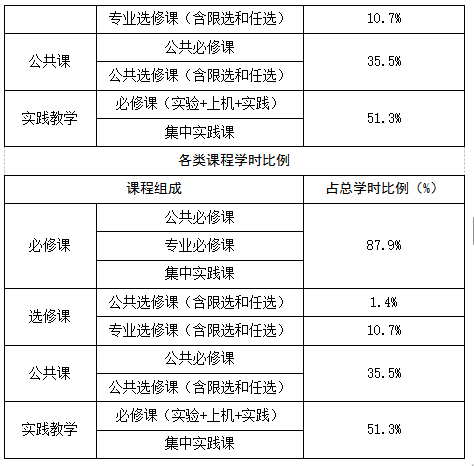 专业选修课（含限选和任选） 10.7%
公共课 公共必修课 35.5%
公共选修课（含限选和任选）
实践教学 必修课（实验+上机+实践） 51.3%
集中实践课
各类课程学时比例
课程组成 占总学时比例（%）
必修课 公共必修课 87.9%
专业必修课
集中实践课
选修课 公共选修课（含限选和任选） 1.4%
专业选修课（含限选和任选） 10.7%
公共课 公共必修课 35.5%
公共选修课（含限选和任选）
实践教学 必修课（实验+上机+实践） 51.3%
集中实践课